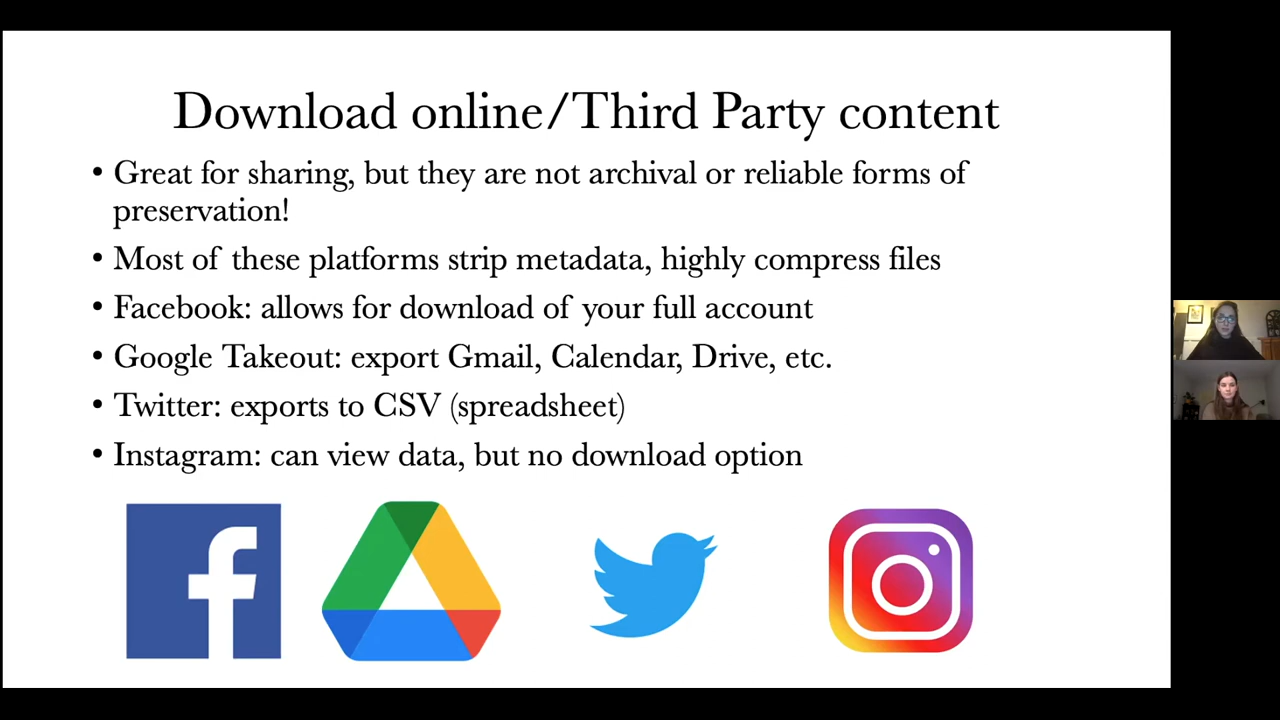 Download online/Third Party content
• Great for sharing, but they are not archival or reliable forms of
preservation!
• Most of these platforms strip metadata, highly compress files
• Facebook: allows for download of your full account
• Google Takeout: export Gmail, Calendar, Drive, etc.
• Twitter: exports to CSV (spreadsheet)
• Instagram: can view data, but no download option